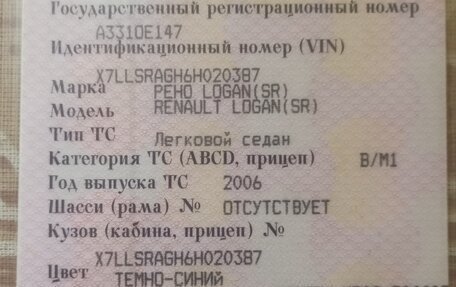 Государственный регистрационный номер
А331ОЕ147
Идентификационный номер (VIN)
X7LLSRAGH6H020387
Марка РЕНО LOGAN(SR)
Модель RENAULT LOGAN(SR)
Тип ТС Легковой седан
Категория ТС (ABCD, прицеп) B/M1
Год выпуска ТС 2006
Шасси (рама) № ОТСУТСТВУЕТ
Кузов (кабина, прицеп) №
X7LLSRAGH6H020387
Цвет ТЕМНО-СИНИЙ